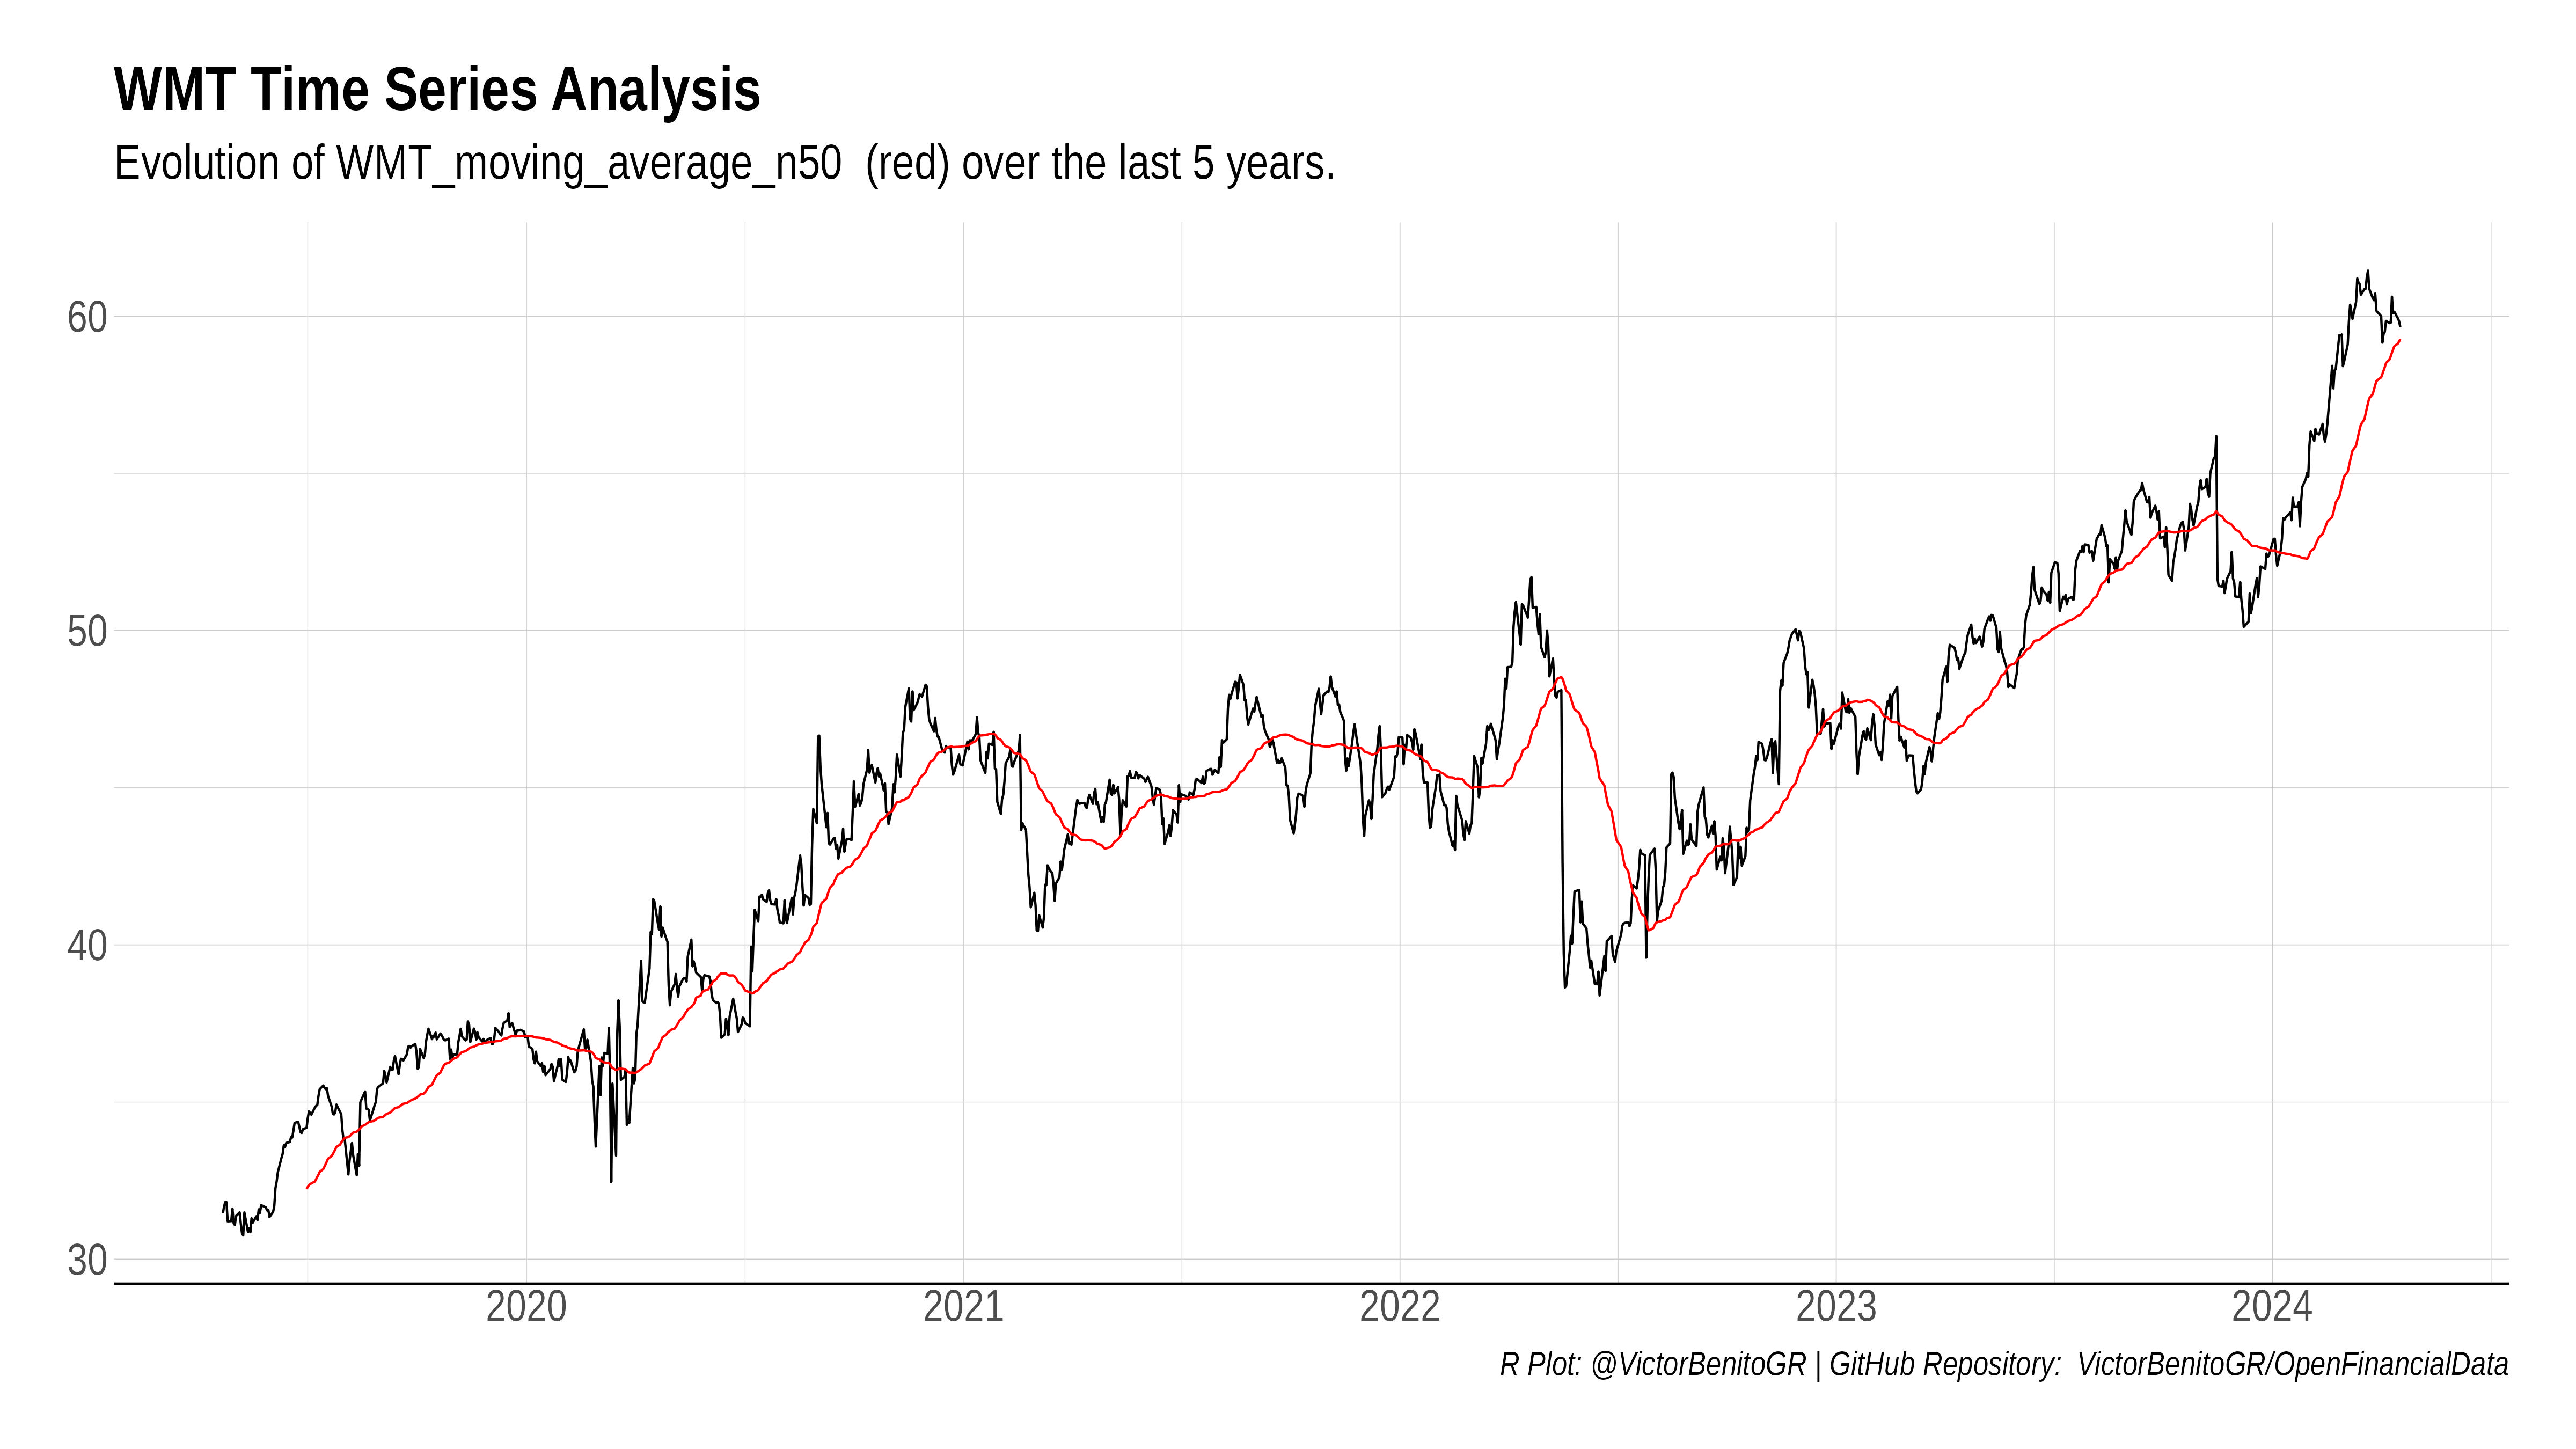 WMT Time Series Analysis
Evolution of WMT_moving_average_n50  (red) over the last 5 years.
60
50
40
30
2020 2021 2022 2023 2024
R Plot: @VictorBenitoGR | GitHub Repository:  VictorBenitoGR/OpenFinancialData